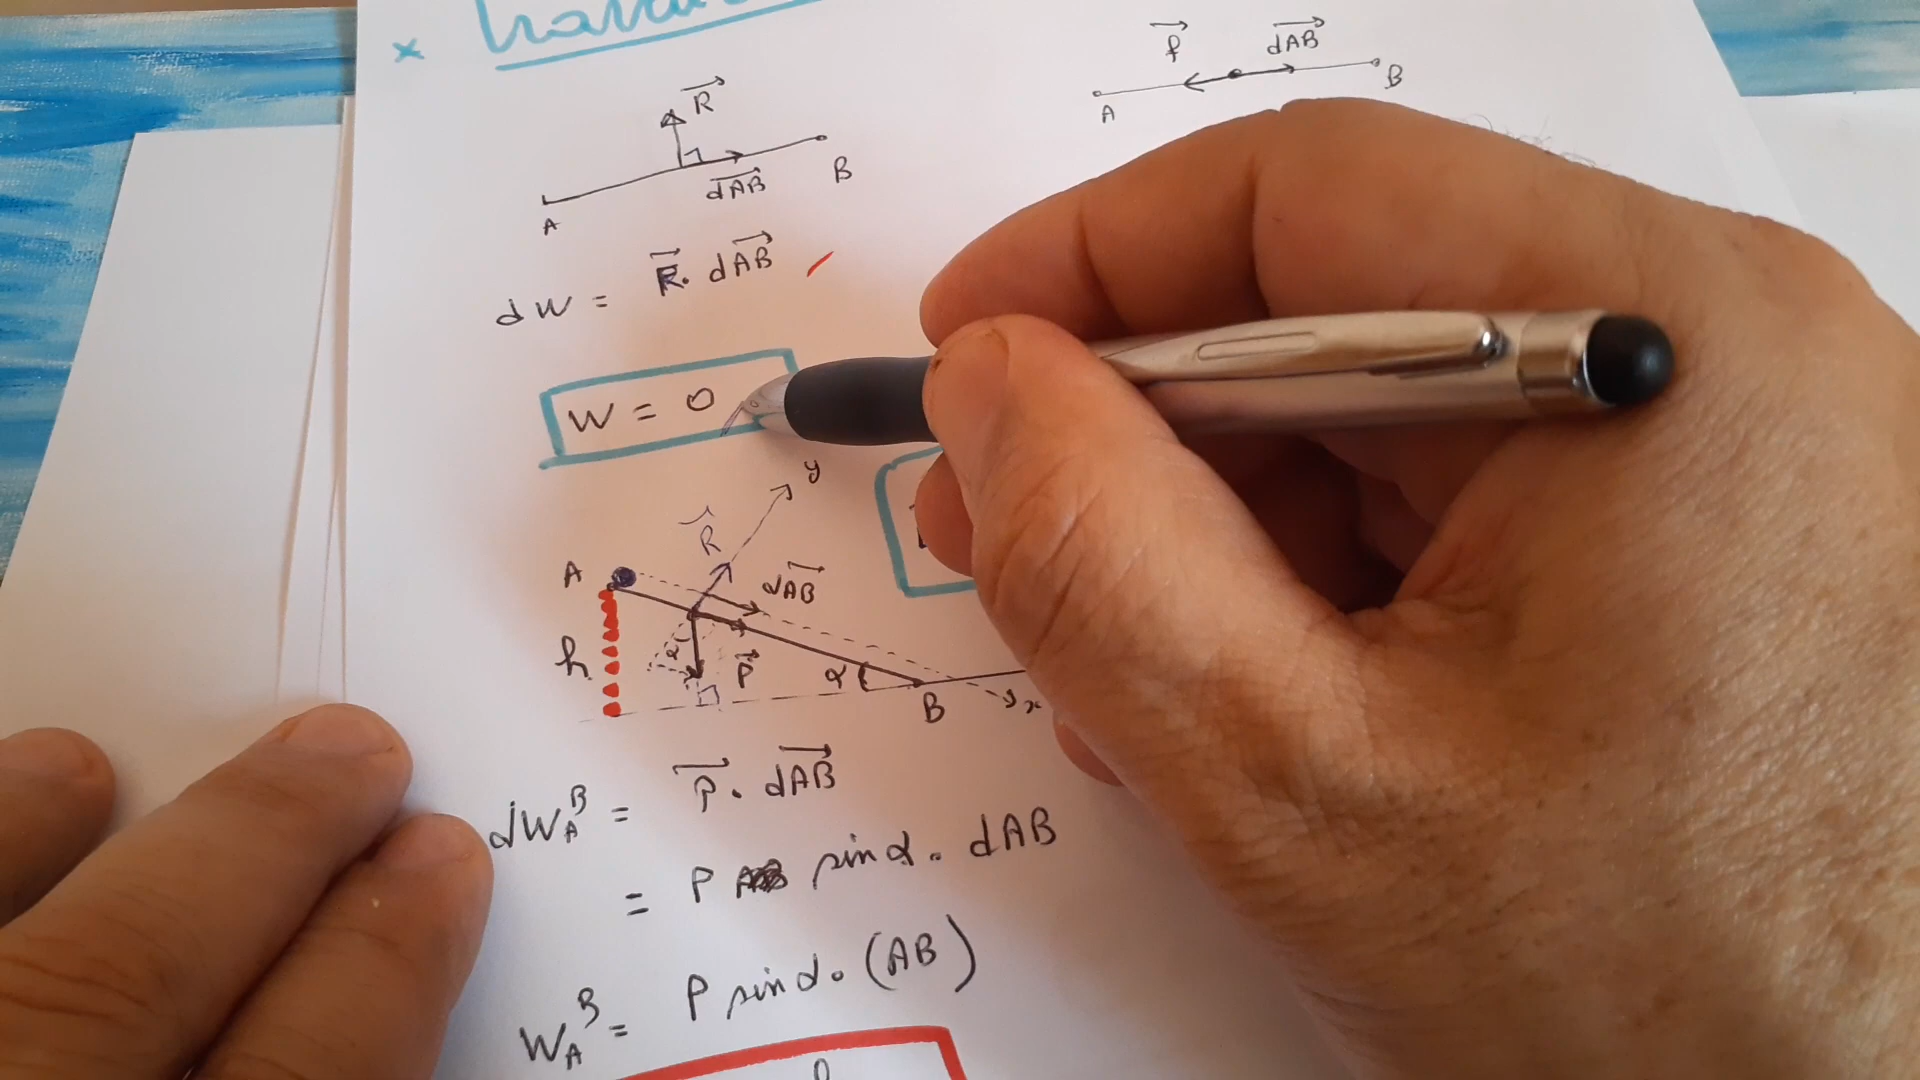 ×
R⃗
dAB⃗
A
B
f⃗
dAB⃗
A
B
dW = R⃗ . dAB⃗
W = 0
y
R⃗
A
dAB⃗
h
α
P⃗
α
B
x
dW_A^B = P⃗ . dAB⃗
= P sin α . dAB
W_A^B = P sin α . (AB)